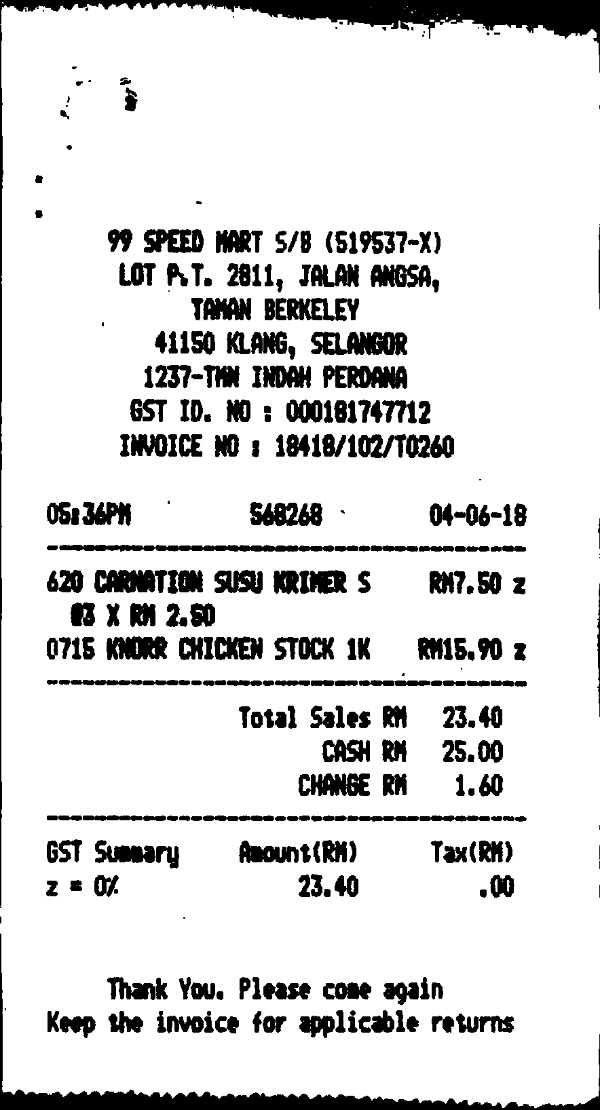 99 SPEED MART S/B (519537-X)
LOT P.T. 2811, JALAN ANGSA,
TAMAN BERKELEY
41150 KLANG, SELANGOR
1237-TMN INDAH PERDANA
GST ID. NO : 000181747712
INVOICE NO : 18418/102/T0260
05:36PM 568268 04-06-18
620 CARNATION SUSU KRIMER S RM7.50 z
@3 X RM 2.50
0715 KNORR CHICKEN STOCK 1K RM15.90 z
Total Sales RM 23.40
CASH RM 25.00
CHANGE RM 1.60
GST Summary Amount(RM) Tax(RM)
z = 0% 23.40 .00
Thank You. Please come again
Keep the invoice for applicable returns